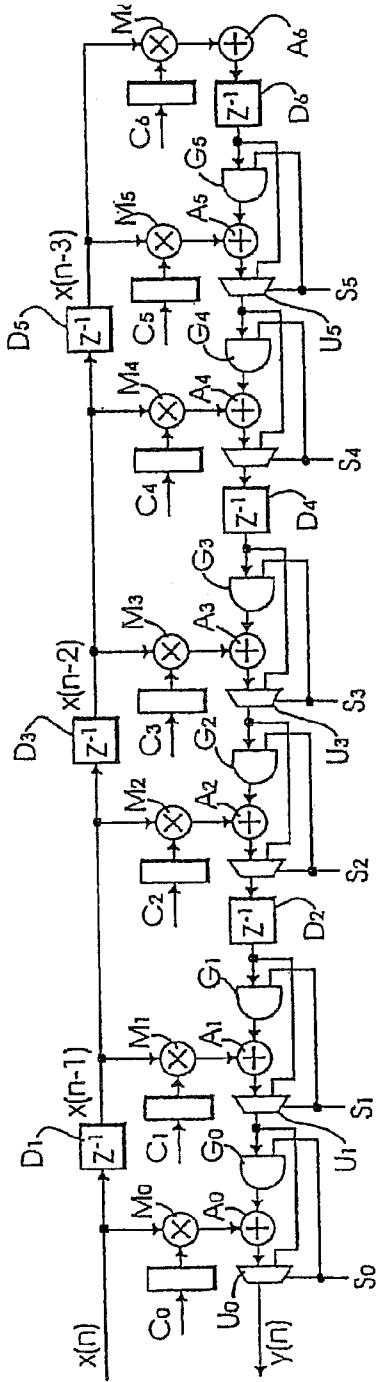 x(n)
D1
Z-1
x(n-1)
D3
Z-1
x(n-2)
D5
Z-1
x(n-3)
M0
M1
M2
M3
M4
M5
C0
C1
C2
C3
C4
C5
C6
A0
A1
A2
A3
A4
A5
A6
G0
G1
G2
G3
G4
G5
Z-1
D2
Z-1
D4
Z-1
D6
U0
U1
U3
U5
y(n)
S0
S1
S2
S3
S4
S5